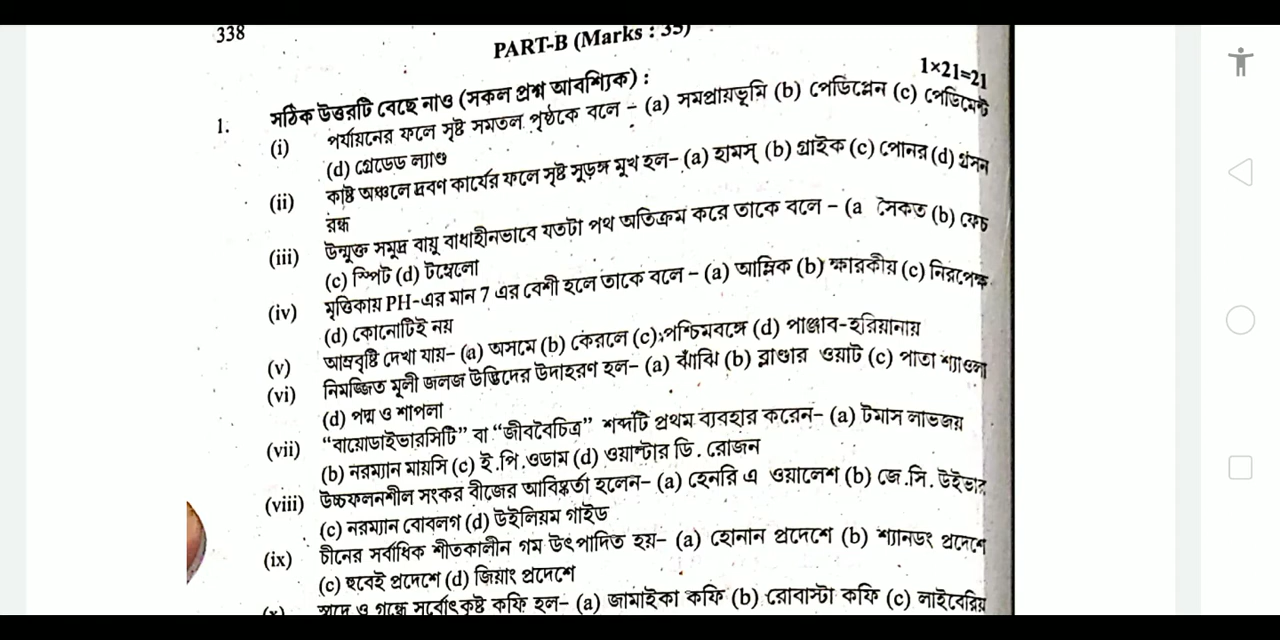 338
PART-B (Marks : 35)
1×21=21
1. সঠিক উত্তরটি বেছে নাও (সকল প্রশ্ন আবশ্যিক) :
(i) পর্যায়নের ফলে সৃষ্ট সমতল পৃষ্ঠকে বলে – (a) সমপ্রায়ভূমি (b) পেডিপ্লেন (c) পেডিমেন্ট
(d) গ্রেডেড ল্যাণ্ড
(ii) কাষ্ট অঞ্চলে দ্রবণ কার্যের ফলে সৃষ্ট সুড়ঙ্গ মুখ হল– (a) হামস্ (b) গ্রাইক (c) পোনর (d) গ্রসন
রন্ধ্র
(iii) উন্মুক্ত সমুদ্র বায়ু বাধাহীনভাবে যতটা পথ অতিক্রম করে তাকে বলে – (a সৈকত (b) ফেচ
(c) স্পিট (d) টম্বোলো
(iv) মৃত্তিকায় PH-এর মান 7 এর বেশী হলে তাকে বলে – (a) আম্লিক (b) ক্ষারকীয় (c) নিরপেক্ষ
(d) কোনোটিই নয়
(v) আম্রবৃষ্টি দেখা যায়– (a) অসমে (b) কেরলে (c) পশ্চিমবঙ্গে (d) পাঞ্জাব-হরিয়ানায়
(vi) নিমজ্জিত মূলী জলজ উদ্ভিদের উদাহরণ হল– (a) ঝাঁঝি (b) ব্লাণ্ডার ওয়াট (c) পাতা শ্যাওলা
(d) পদ্ম ও শাপলা
(vii) “বায়োডাইভারসিটি” বা “জীববৈচিত্র” শব্দটি প্রথম ব্যবহার করেন– (a) টমাস লাভজয়
(b) নরম্যান মায়সি (c) ই.পি.ওডাম (d) ওয়াল্টার ডি. রোজন
(viii) উচ্চফলনশীল সংকর বীজের আবিষ্কর্তা হলেন– (a) হেনরি এ ওয়ালেশ (b) জে.সি. উইভার
(c) নরম্যান বোবলগ (d) উইলিয়ম গাইড
(ix) চীনের সর্বাধিক শীতকালীন গম উৎপাদিত হয়– (a) হোনান প্রদেশে (b) শ্যানডং প্রদেশে
(c) হুবেই প্রদেশে (d) জিয়াং প্রদেশে
(x) স্বাদে ও গন্ধে সর্বোৎকৃষ্ট কফি হল– (a) জামাইকা কফি (b) রোবাস্টা কফি (c) লাইবেরিয়